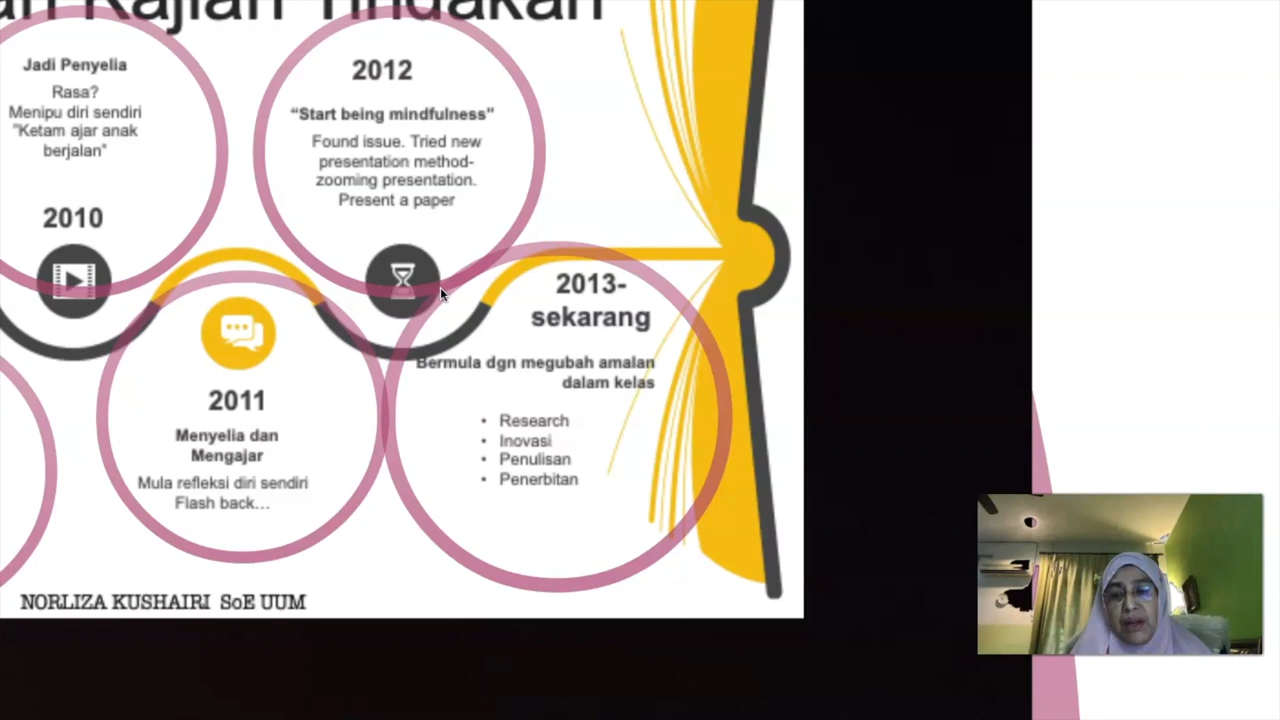 Kajian Tindakan
Jadi Penyelia
Rasa?
Menipu diri sendiri
"Ketam ajar anak
berjalan"
2010
2012
“Start being mindfulness”
Found issue. Tried new
presentation method-
zooming presentation.
Present a paper
2011
Menyelia dan
Mengajar
Mula refleksi diri sendiri
Flash back…
2013-
sekarang
Bermula dgn megubah amalan
dalam kelas
• Research
• Inovasi
• Penulisan
• Penerbitan
NORLIZA KUSHAIRI SoE UUM